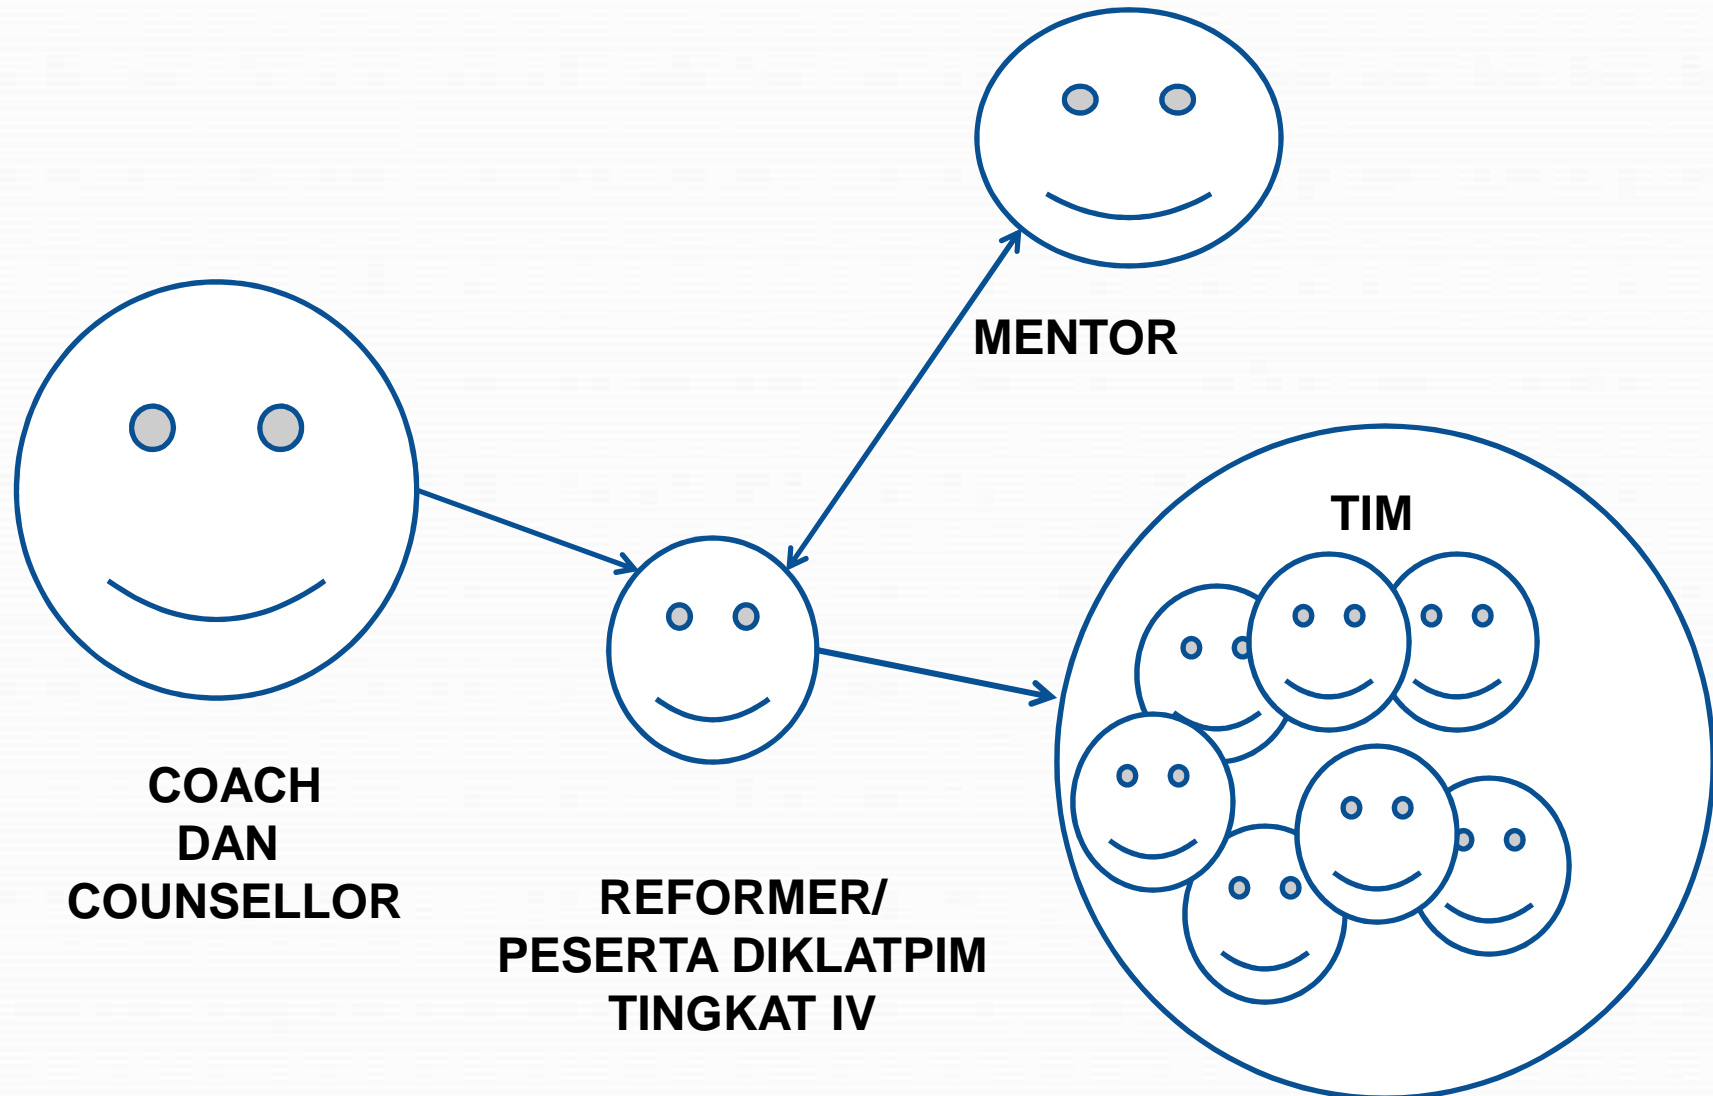 MENTOR
TIM
COACH
DAN
COUNSELLOR
REFORMER/
PESERTA DIKLATPIM
TINGKAT IV